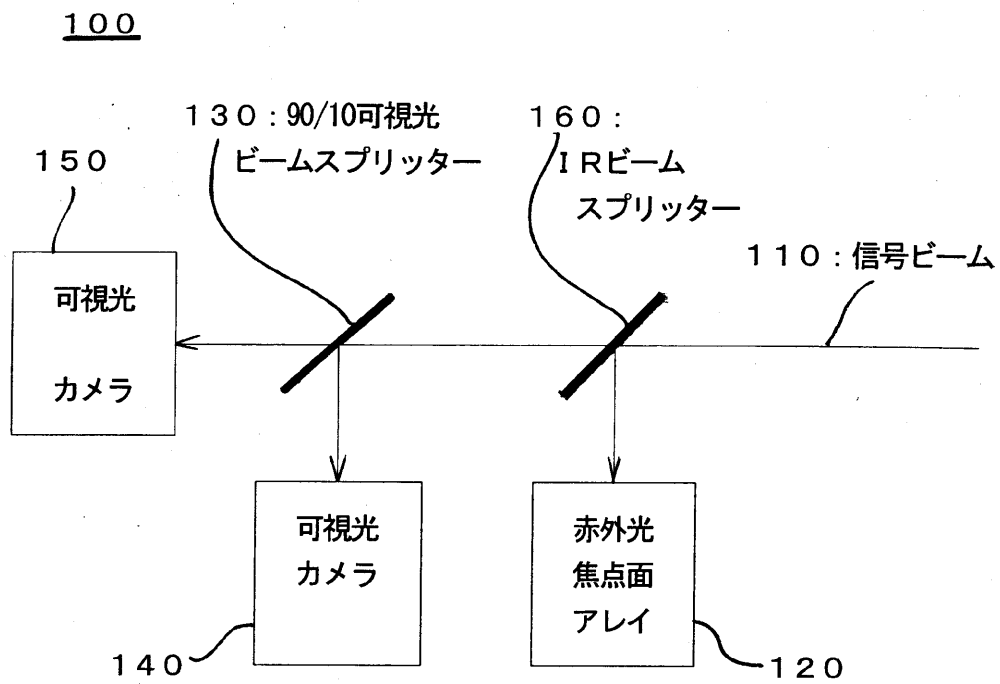 １００
１３０：90/10可視光
ビームスプリッター
１６０：
ＩＲビーム
スプリッター
１５０
１１０：信号ビーム
可視光
カメラ
可視光
カメラ
赤外光
焦点面
アレイ
１４０
１２０